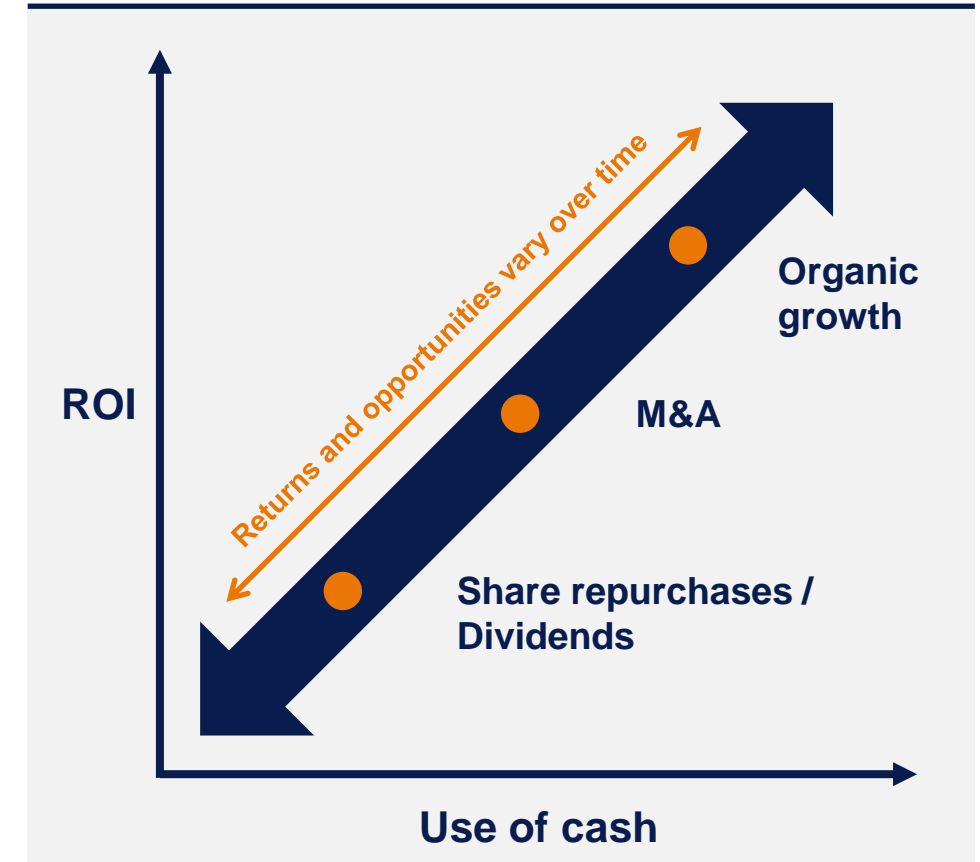 Returns and opportunities vary over time
Organic
growth
ROI
M&A
Share repurchases /
Dividends
Use of cash